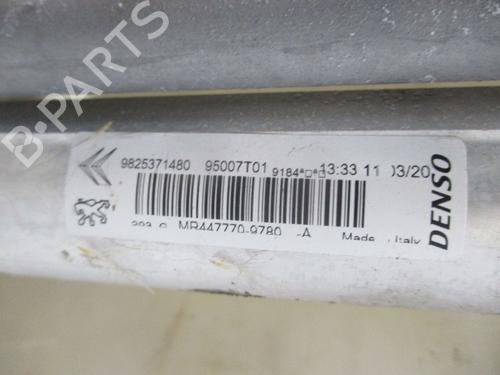 B-PARTS
9825371480 95007T01 9184*□*□ 13:33 11 03/20
MR447770-9780 -A Made Italy
DENSO